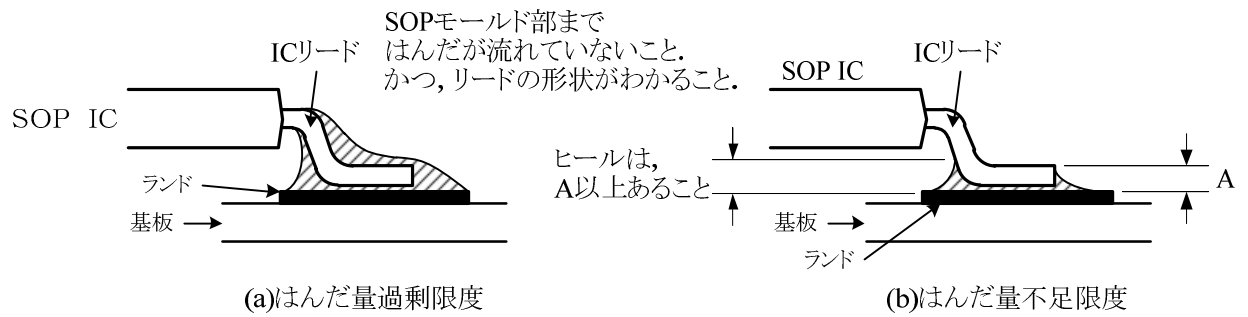 SOPモールド部まで
はんだが流れていないこと.
かつ, リードの形状がわかること.
ICリード
SOP IC
ランド
基板
(a)はんだ量過剰限度
ICリード
SOP IC
ヒールは,
A以上あること
A
基板
ランド
(b)はんだ量不足限度